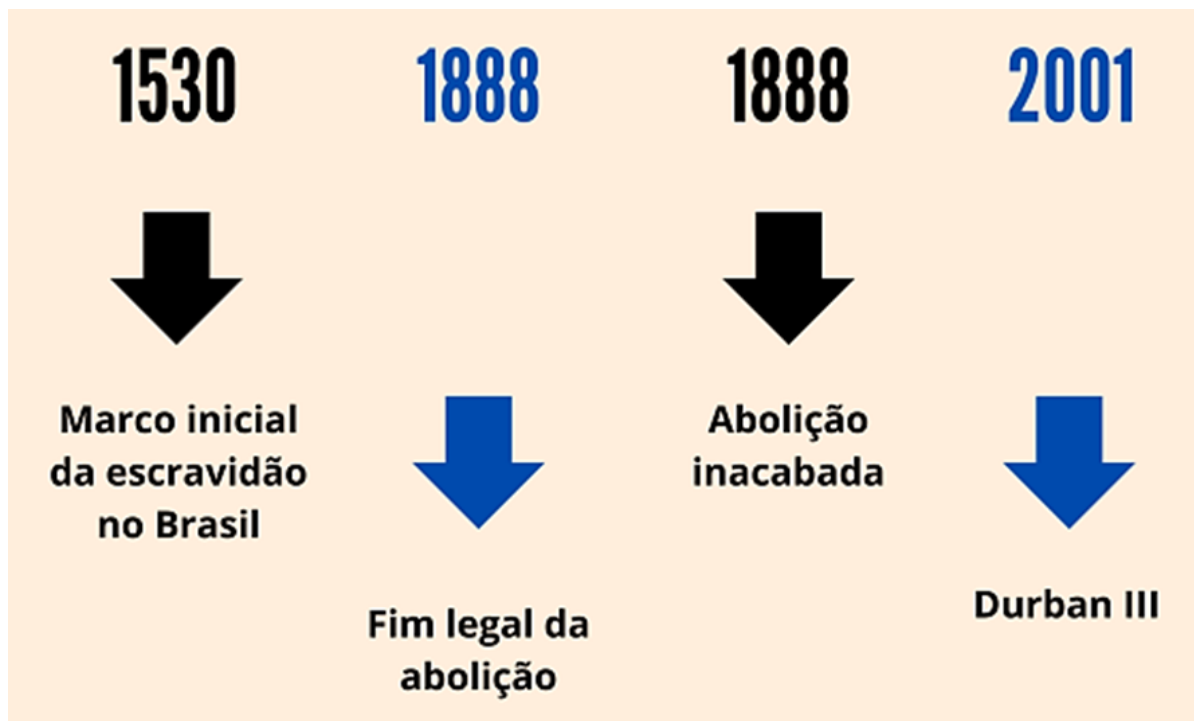 1530
1888
1888
2001
Marco inicial
da escravidão
no Brasil
Fim legal da
abolição
Abolição
inacabada
Durban III